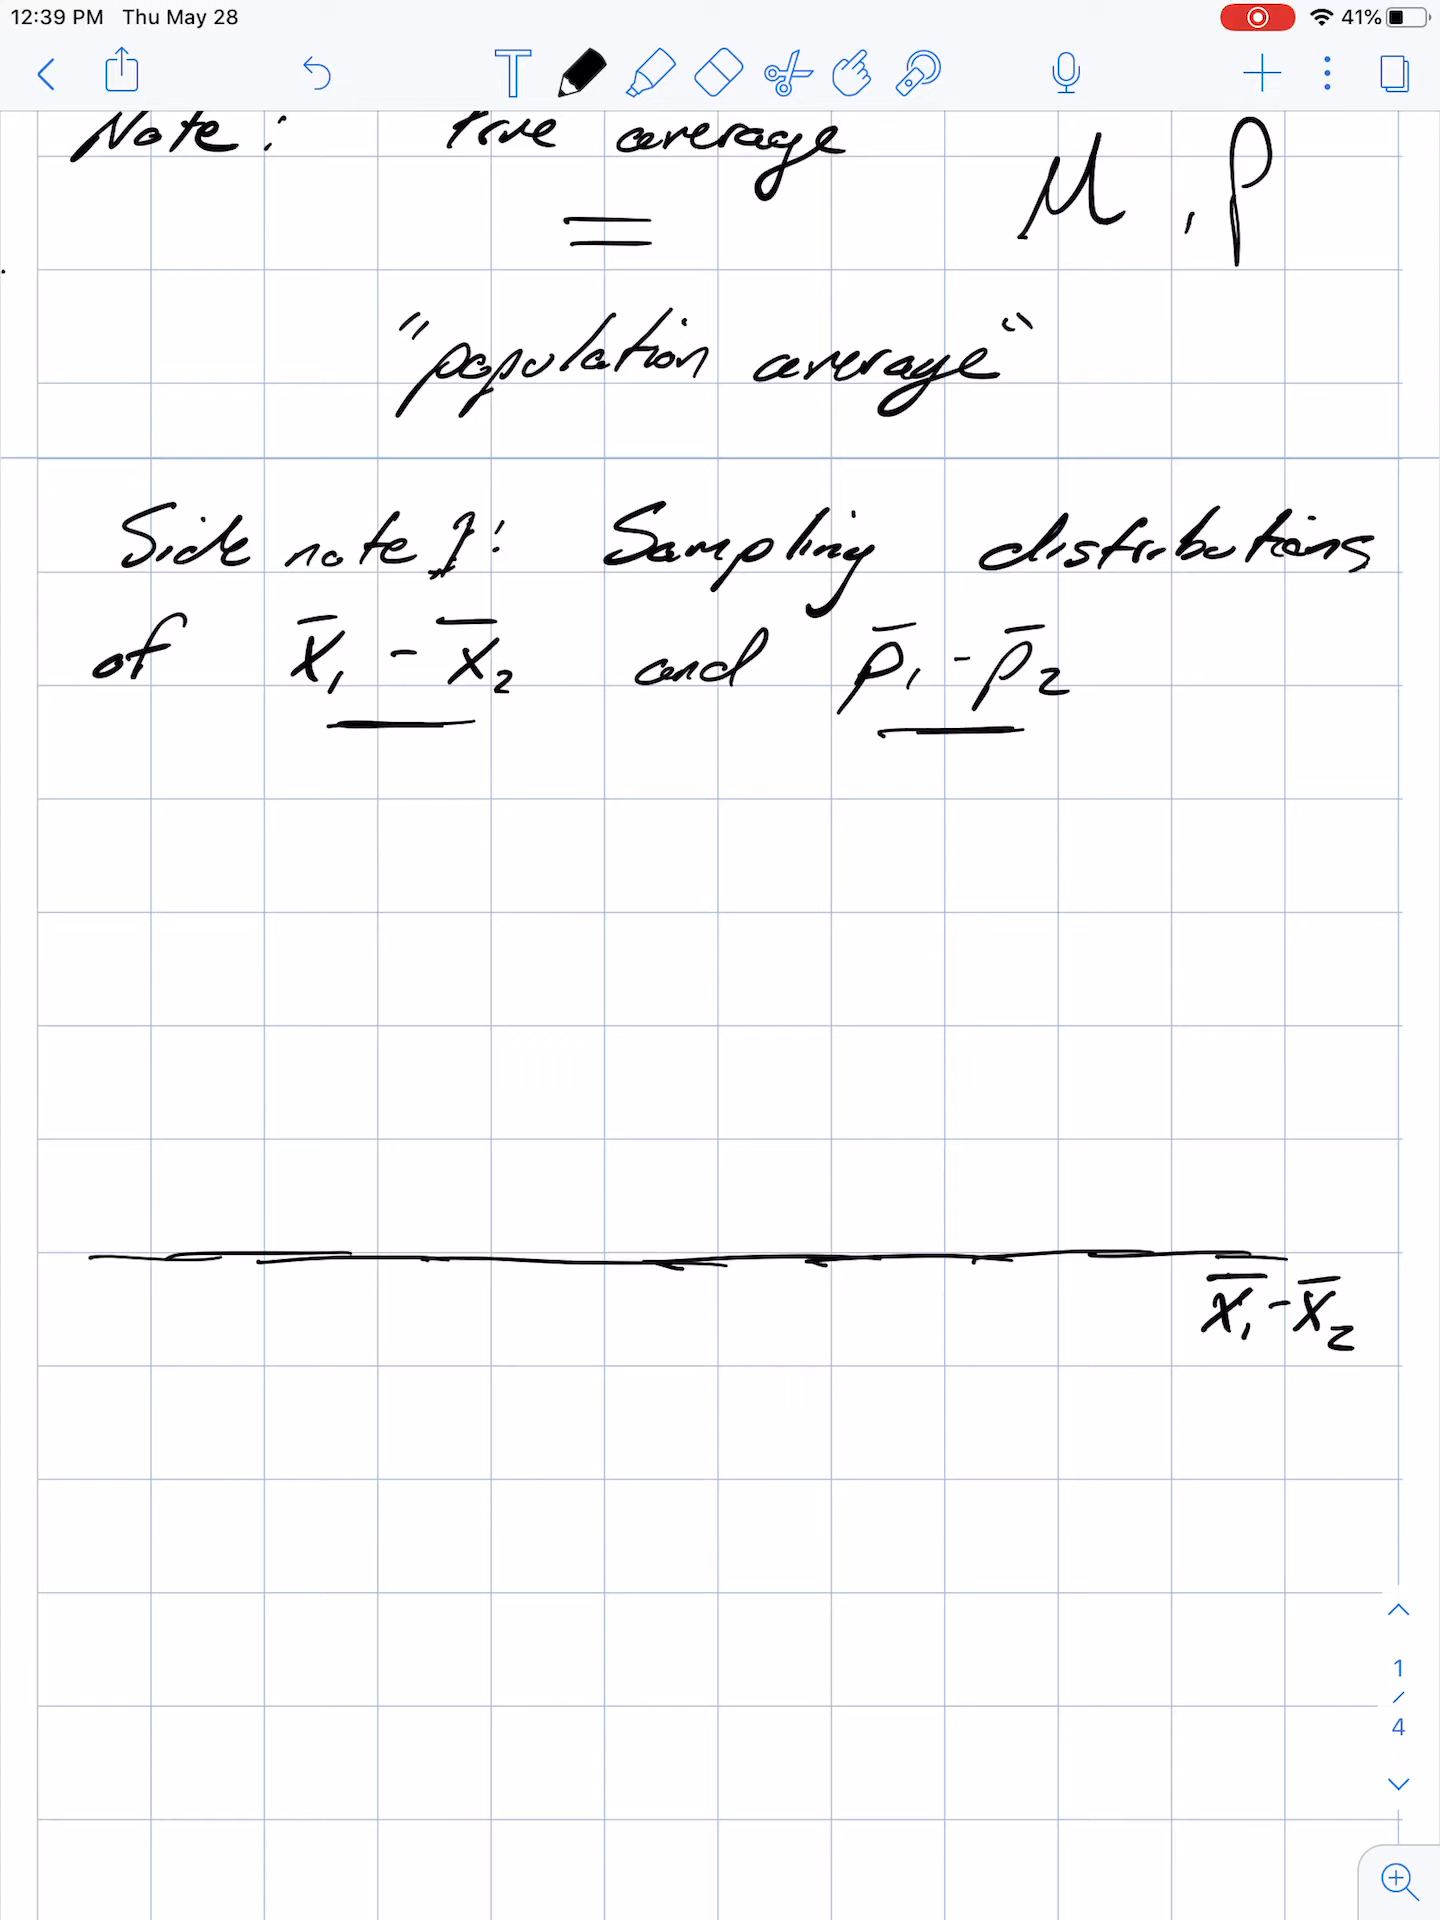 12:39 PM Thu May 28 41%
T
Note: true average μ, p
=
"population average"
Side note 1: Sampling distributions
of x̄₁ - x̄₂ and p̄₁ - p̄₂
x̄₁ - x̄₂
1
/
4